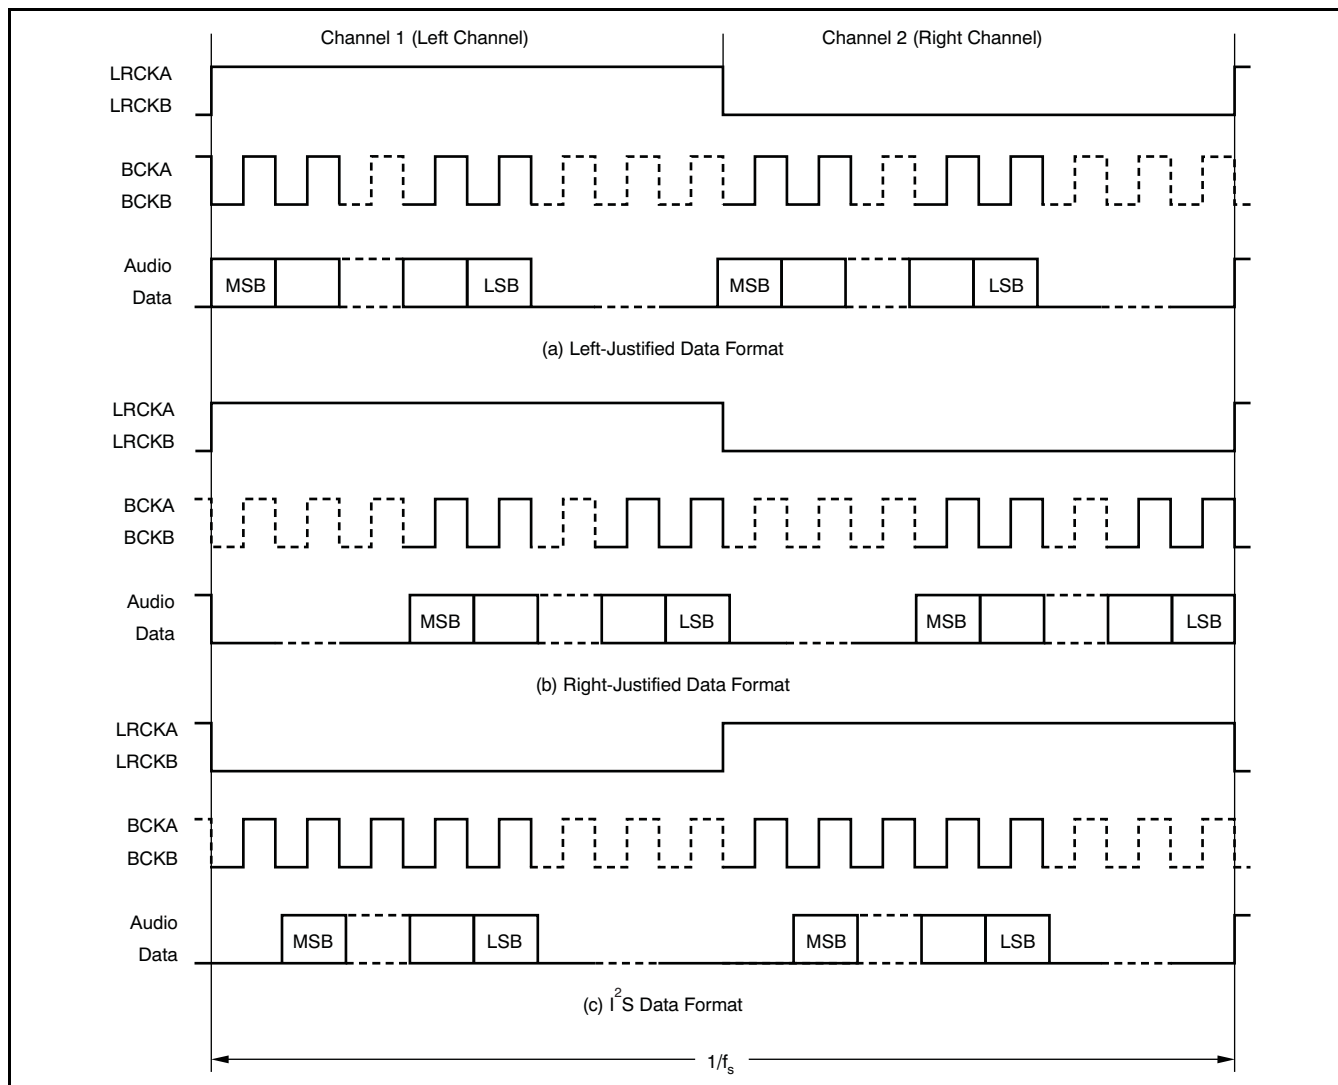 Channel 1 (Left Channel)
Channel 2 (Right Channel)
LRCKA
LRCKB
BCKA
BCKB
Audio
Data
MSB
LSB
MSB
LSB
(a) Left-Justified Data Format
LRCKA
LRCKB
BCKA
BCKB
Audio
Data
MSB
LSB
MSB
LSB
(b) Right-Justified Data Format
LRCKA
LRCKB
BCKA
BCKB
Audio
Data
MSB
LSB
MSB
LSB
(c) I²S Data Format
1/fₛ